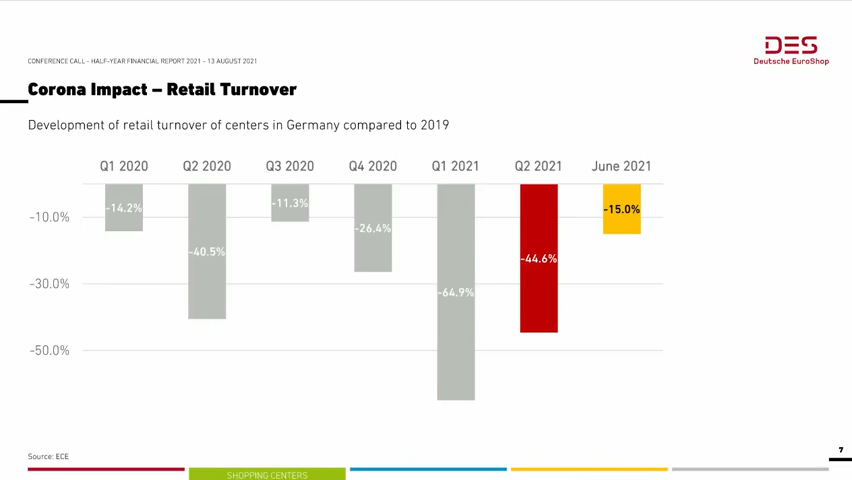 DES
Deutsche EuroShop
CONFERENCE CALL - HALF-YEAR FINANCIAL REPORT 2021 – 13 AUGUST 2021
Corona Impact – Retail Turnover
Development of retail turnover of centers in Germany compared to 2019
Q1 2020 Q2 2020 Q3 2020 Q4 2020 Q1 2021 Q2 2021 June 2021
-10.0%
-30.0%
-50.0%
-14.2%
-40.5%
-11.3%
-26.4%
-64.9%
-44.6%
-15.0%
7
Source: ECE
SHOPPING CENTERS